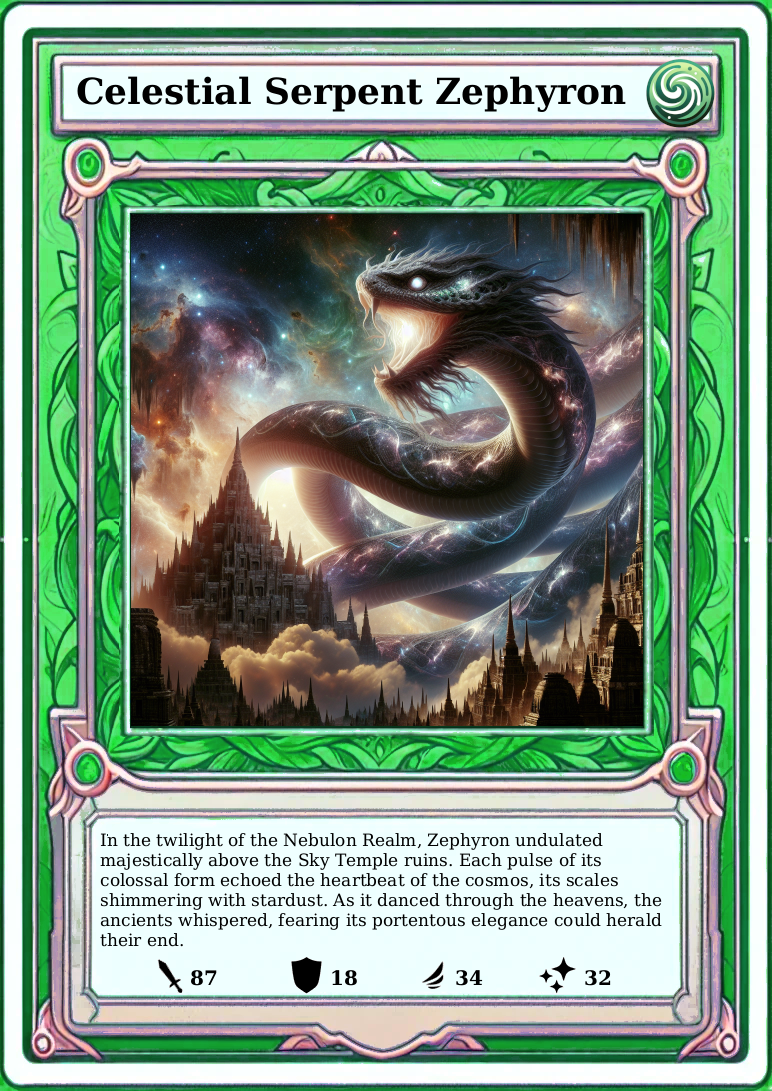 Celestial Serpent Zephyron
In the twilight of the Nebulon Realm, Zephyron undulated
majestically above the Sky Temple ruins. Each pulse of its
colossal form echoed the heartbeat of the cosmos, its scales
shimmering with stardust. As it danced through the heavens, the
ancients whispered, fearing its portentous elegance could herald
their end.
87 18 34 32